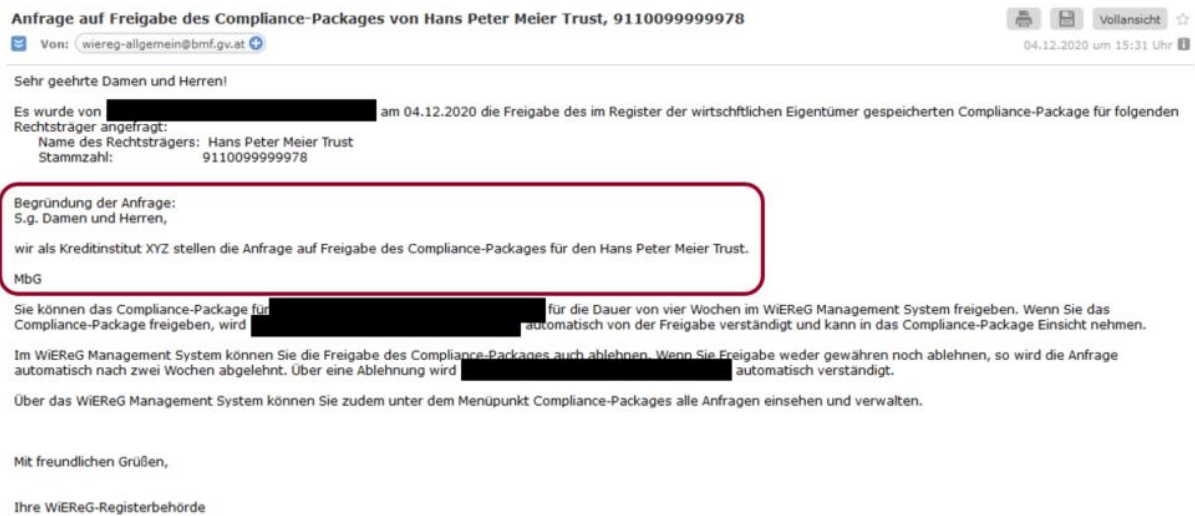 Anfrage auf Freigabe des Compliance-Packages von Hans Peter Meier Trust, 9110099999978
Vollansicht
Von: wiereg-allgemein@bmf.gv.at
04.12.2020 um 15:31 Uhr
Sehr geehrte Damen und Herren!
Es wurde von am 04.12.2020 die Freigabe des im Register der wirtschftlichen Eigentümer gespeicherten Compliance-Package für folgenden
Rechtsträger angefragt:
Name des Rechtsträgers: Hans Peter Meier Trust
Stammzahl: 9110099999978
Begründung der Anfrage:
S.g. Damen und Herren,
wir als Kreditinstitut XYZ stellen die Anfrage auf Freigabe des Compliance-Packages für den Hans Peter Meier Trust.
MbG
Sie können das Compliance-Package für für die Dauer von vier Wochen im WiEReG Management System freigeben. Wenn Sie das
Compliance-Package freigeben, wird automatisch von der Freigabe verständigt und kann in das Compliance-Package Einsicht nehmen.
Im WiEReG Management System können Sie die Freigabe des Compliance-Packages auch ablehnen. Wenn Sie Freigabe weder gewähren noch ablehnen, so wird die Anfrage
automatisch nach zwei Wochen abgelehnt. Über eine Ablehnung wird automatisch verständigt.
Über das WiEReG Management System können Sie zudem unter dem Menüpunkt Compliance-Packages alle Anfragen einsehen und verwalten.
Mit freundlichen Grüßen,
Ihre WiEReG-Registerbehörde